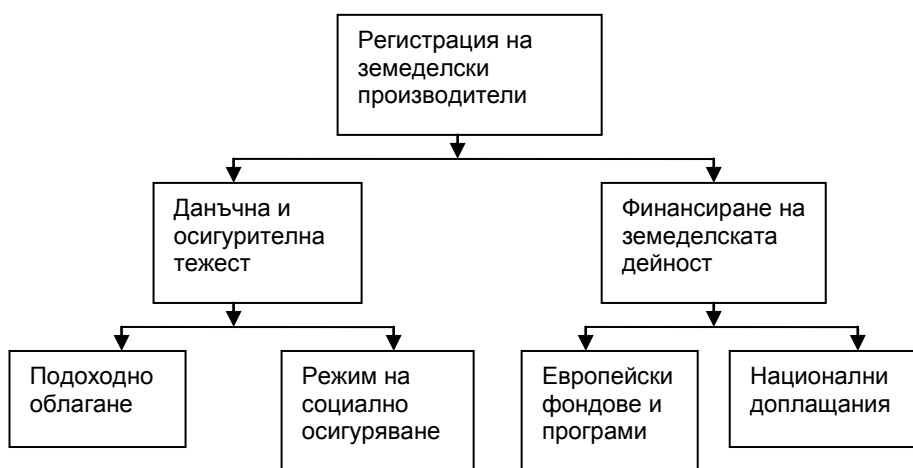 Регистрация на
земеделски
производители
Данъчна и
осигурителна
тежест
Финансиране на
земеделската
дейност
Подоходно
облагане
Режим на
социално
осигуряване
Европейски
фондове и
програми
Национални
доплащания